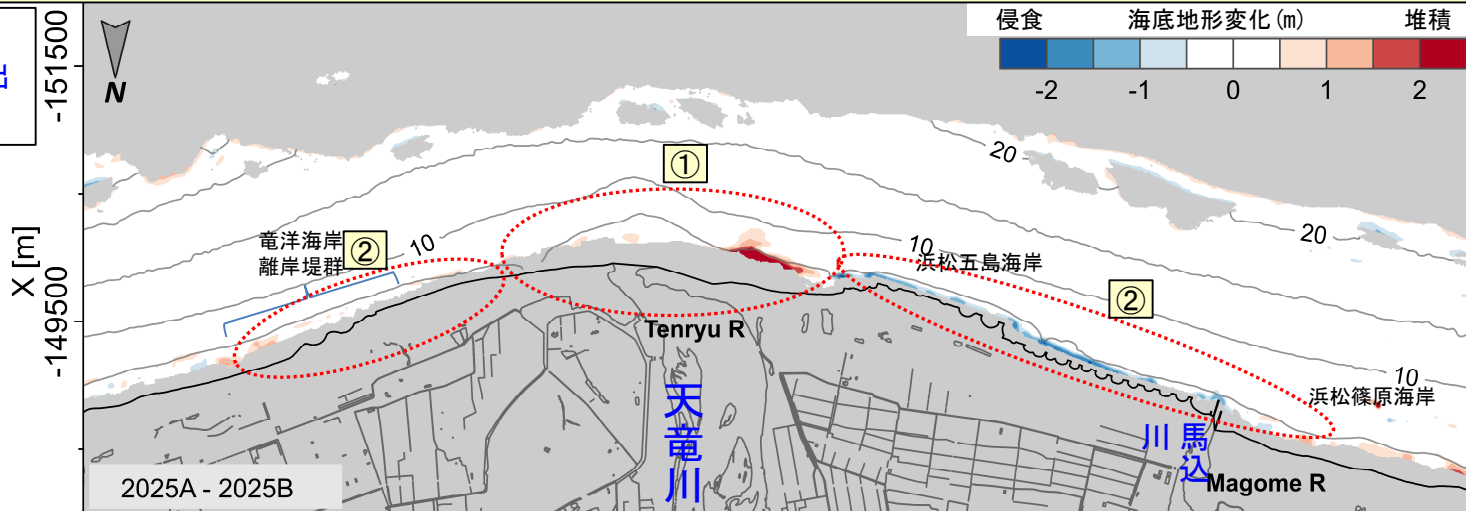 侵食 海底地形変化(m) 堆積
-2 -1 0 1 2
-151500
N
20
①
竜洋海岸
離岸堤群
②
10
10
浜松五島海岸
20
X [m]
-149500
②
Tenryu R
10
浜松篠原海岸
天竜川
馬込
川
Magome R
2025A - 2025B